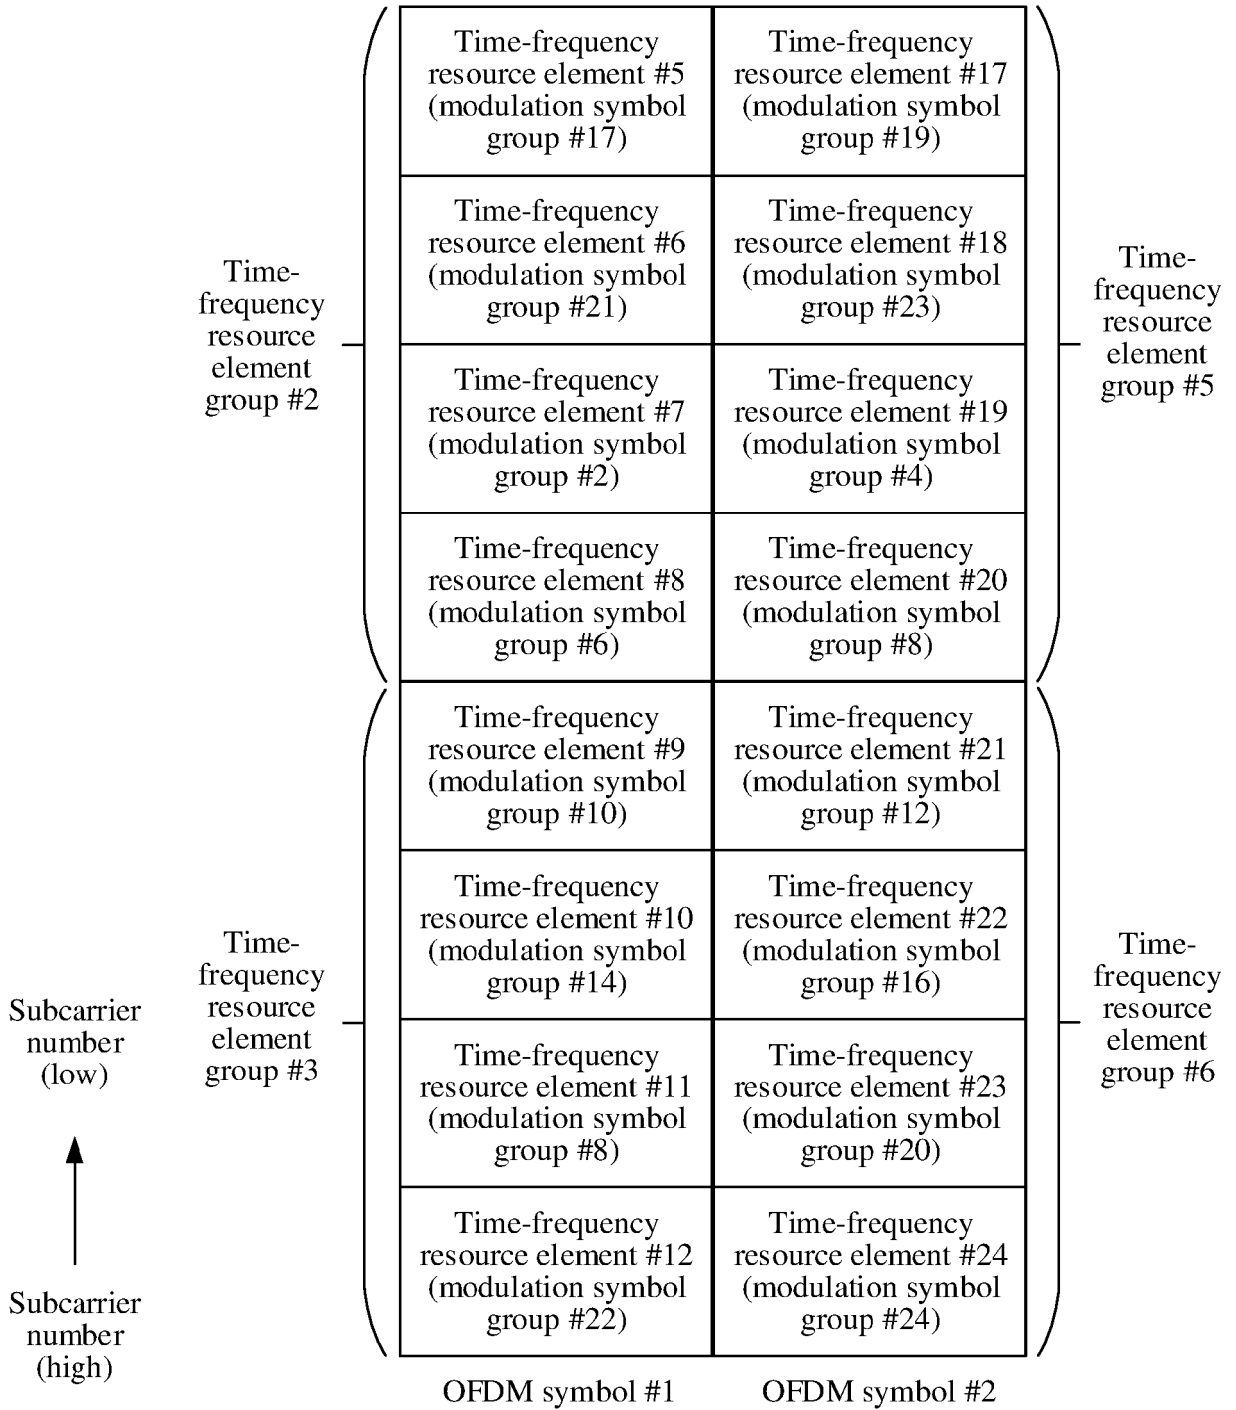 Time-frequency
resource element #5
(modulation symbol
group #17)
Time-frequency
resource element #17
(modulation symbol
group #19)
Time-frequency
resource element #6
(modulation symbol
group #21)
Time-frequency
resource element #18
(modulation symbol
group #23)
Time-
frequency
resource
element
group #2
Time-
frequency
resource
element
group #5
Time-frequency
resource element #7
(modulation symbol
group #2)
Time-frequency
resource element #19
(modulation symbol
group #4)
Time-frequency
resource element #8
(modulation symbol
group #6)
Time-frequency
resource element #20
(modulation symbol
group #8)
Time-frequency
resource element #9
(modulation symbol
group #10)
Time-frequency
resource element #21
(modulation symbol
group #12)
Time-frequency
resource element #10
(modulation symbol
group #14)
Time-frequency
resource element #22
(modulation symbol
group #16)
Time-
frequency
resource
element
group #3
Time-
frequency
resource
element
group #6
Subcarrier
number
(low)
Time-frequency
resource element #11
(modulation symbol
group #8)
Time-frequency
resource element #23
(modulation symbol
group #20)
Time-frequency
resource element #12
(modulation symbol
group #22)
Time-frequency
resource element #24
(modulation symbol
group #24)
Subcarrier
number
(high)
OFDM symbol #1
OFDM symbol #2